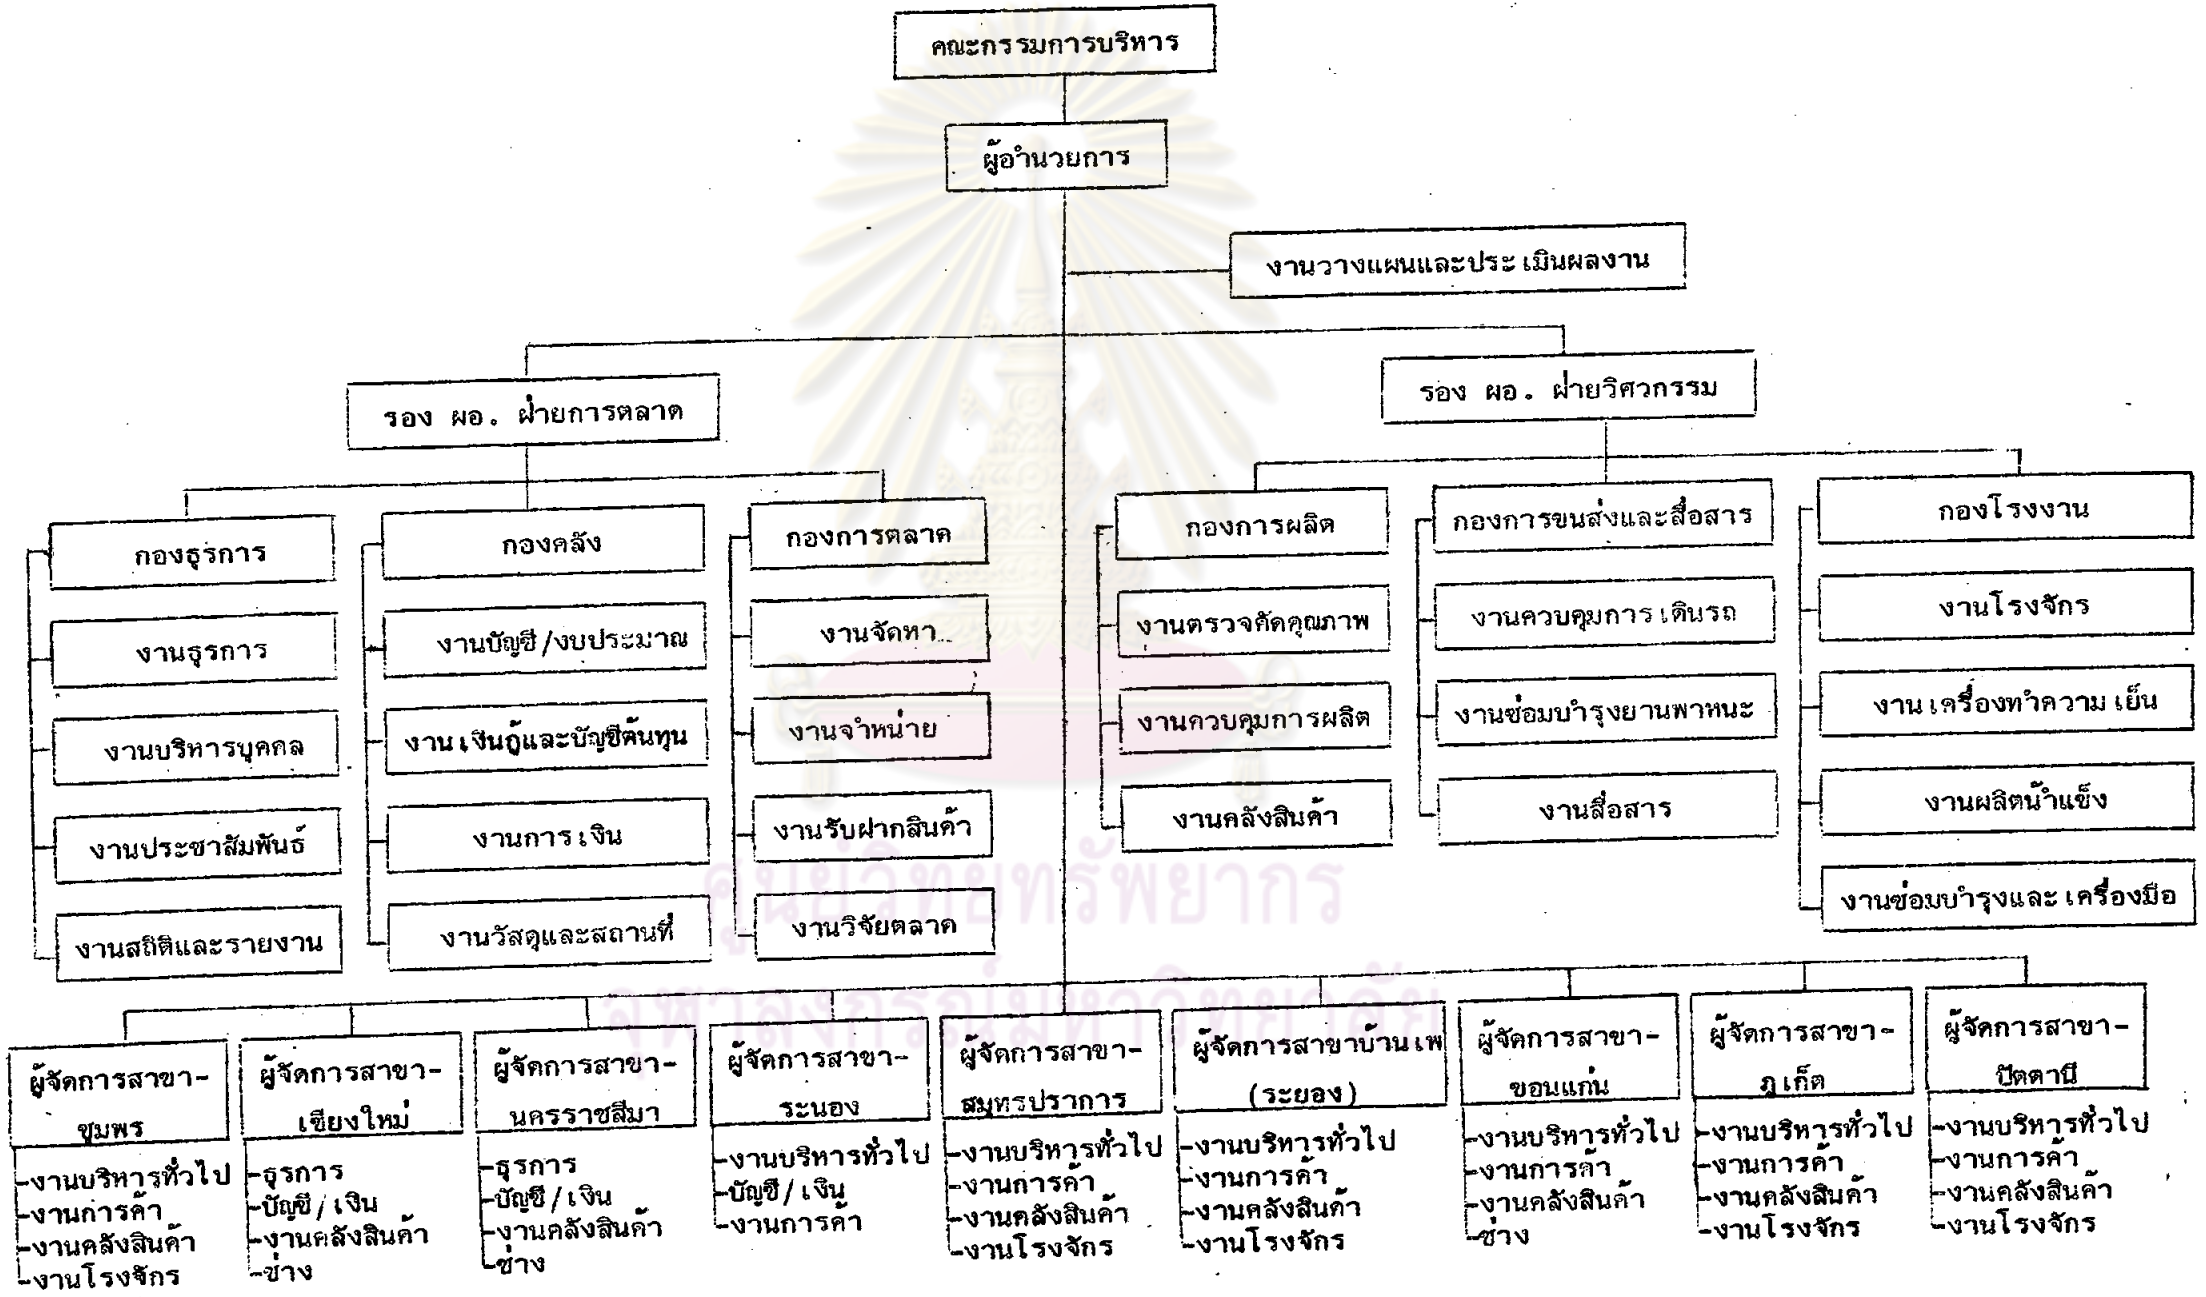 คณะกรรมการบริหาร
ผู้อำนวยการ
งานวางแผนและประเมินผลงาน
รอง ผอ. ฝ่ายการตลาด
รอง ผอ. ฝ่ายวิศวกรรม
กองธุรการ
งานธุรการ
งานบริหารบุคคล
งานประชาสัมพันธ์
งานสถิติและรายงาน
กองคลัง
งานบัญชี/งบประมาณ
งานเงินกู้และบัญชีต้นทุน
งานการเงิน
งานวัสดุและสถานที่
กองการตลาด
งานจัดหา
งานจำหน่าย
งานรับฝากสินค้า
งานวิจัยตลาด
กองการผลิต
งานตรวจคัดคุณภาพ
งานควบคุมการผลิต
งานคลังสินค้า
กองการขนส่งและสื่อสาร
งานควบคุมการเดินรถ
งานซ่อมบำรุงยานพาหนะ
งานสื่อสาร
กองโรงงาน
งานโรงจักร
งานเครื่องทำความเย็น
งานผลิตน้ำแข็ง
งานซ่อมบำรุงและเครื่องมือ
ผู้จัดการสาขา-
ชุมพร
-งานบริหารทั่วไป
-งานการค้า
-งานคลังสินค้า
-งานโรงจักร
ผู้จัดการสาขา-
เชียงใหม่
-ธุรการ
-บัญชี/เงิน
-งานคลังสินค้า
-ช่าง
ผู้จัดการสาขา-
นครราชสีมา
-ธุรการ
-บัญชี/เงิน
-งานคลังสินค้า
-ช่าง
ผู้จัดการสาขา-
ระนอง
-งานบริหารทั่วไป
-บัญชี/เงิน
-งานการค้า
ผู้จัดการสาขา-
สมุทรปราการ
-งานบริหารทั่วไป
-งานการค้า
-งานคลังสินค้า
-งานโรงจักร
ผู้จัดการสาขาบ้านเพ
(ระยอง)
-งานบริหารทั่วไป
-งานการค้า
-งานคลังสินค้า
-งานโรงจักร
ผู้จัดการสาขา-
ขอนแก่น
-งานบริหารทั่วไป
-งานการค้า
-งานคลังสินค้า
-ช่าง
ผู้จัดการสาขา-
ภูเก็ต
-งานบริหารทั่วไป
-งานการค้า
-งานคลังสินค้า
-งานโรงจักร
ผู้จัดการสาขา-
ปัตตานี
-งานบริหารทั่วไป
-งานการค้า
-งานคลังสินค้า
-งานโรงจักร
ศูนย์วิทยทรัพยากร
จุฬาลงกรณ์มหาวิทยาลัย